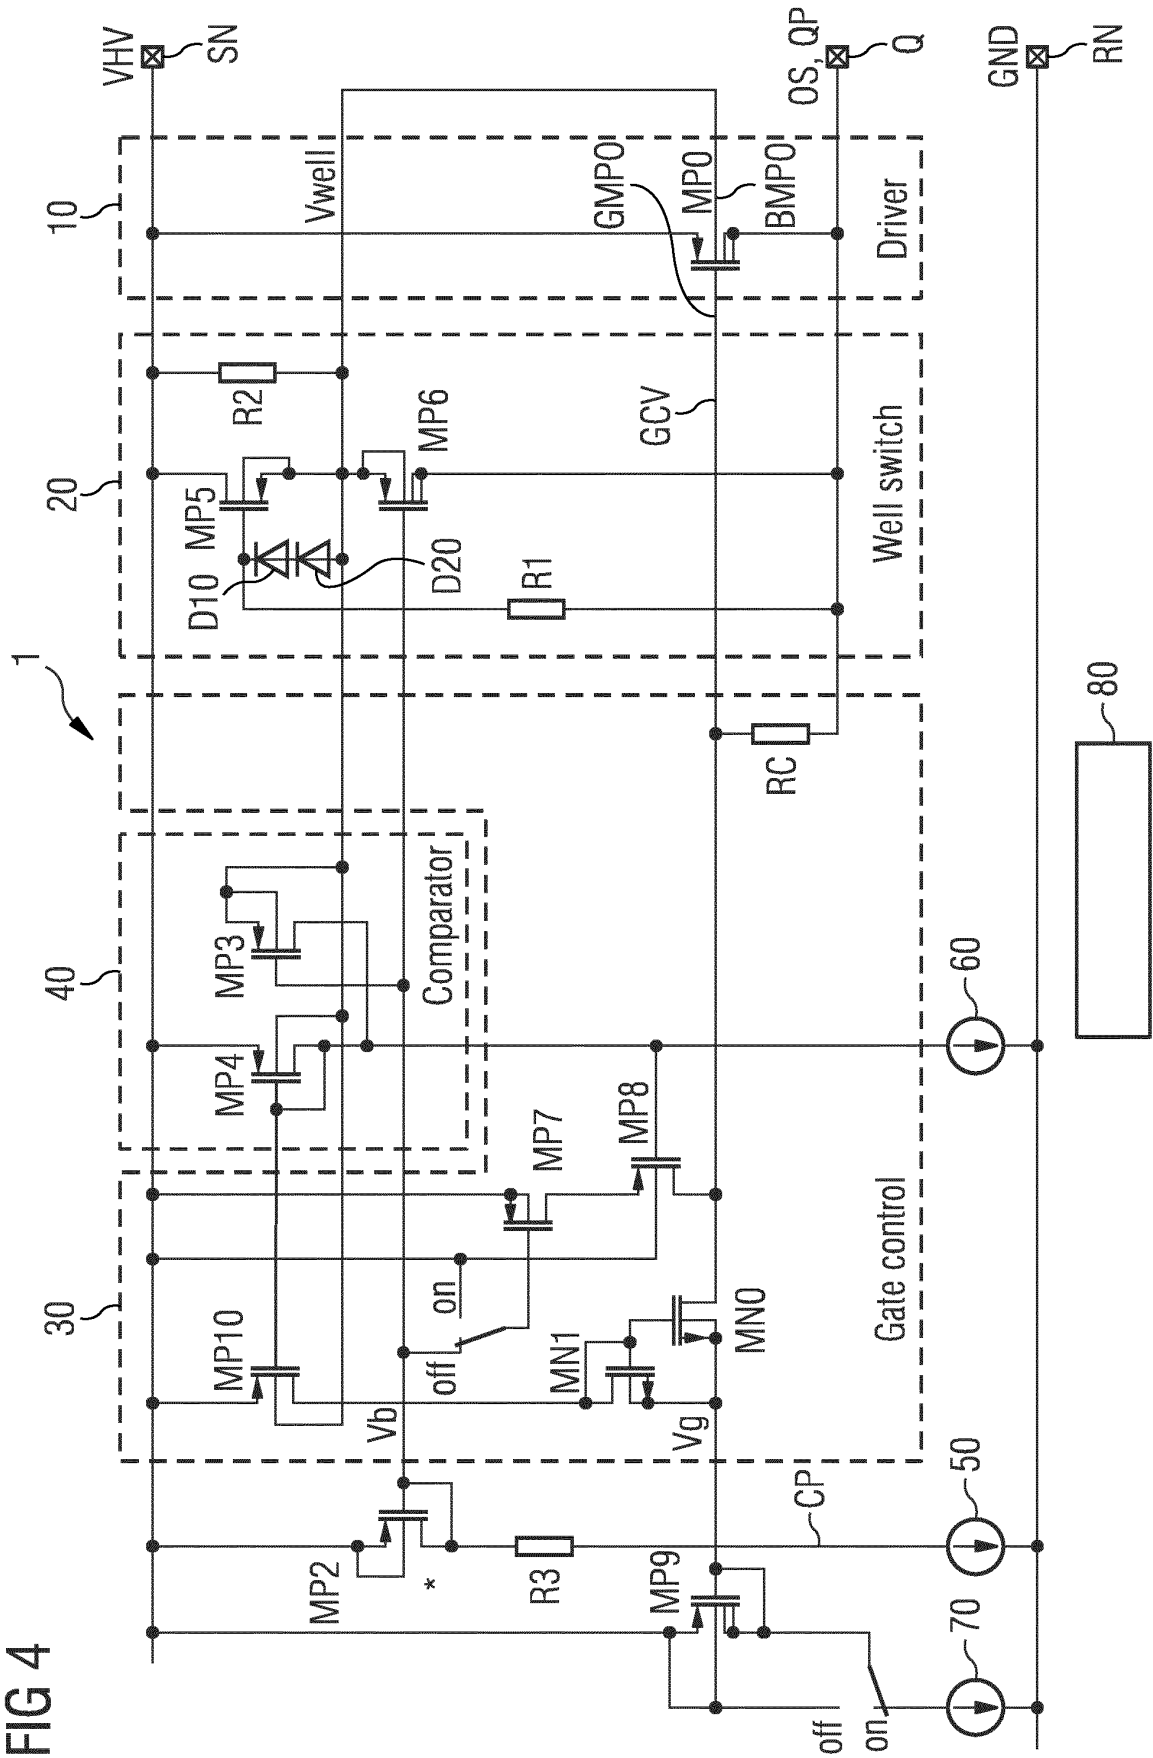 FIG 4
1
10
20
30
40
VHV
SN
Vwell
GMP0
MP0
BMP0
OS, QP
Q
GND
RN
Driver
R2
MP5
MP6
D10
D20
R1
GCV
Well switch
RC
80
MP3
MP4
Comparator
60
MP7
MP8
MP10
on
off
MN1
MN0
Gate control
Vb
Vg
MP2
*
R3
CP
50
MP9
70
off
on